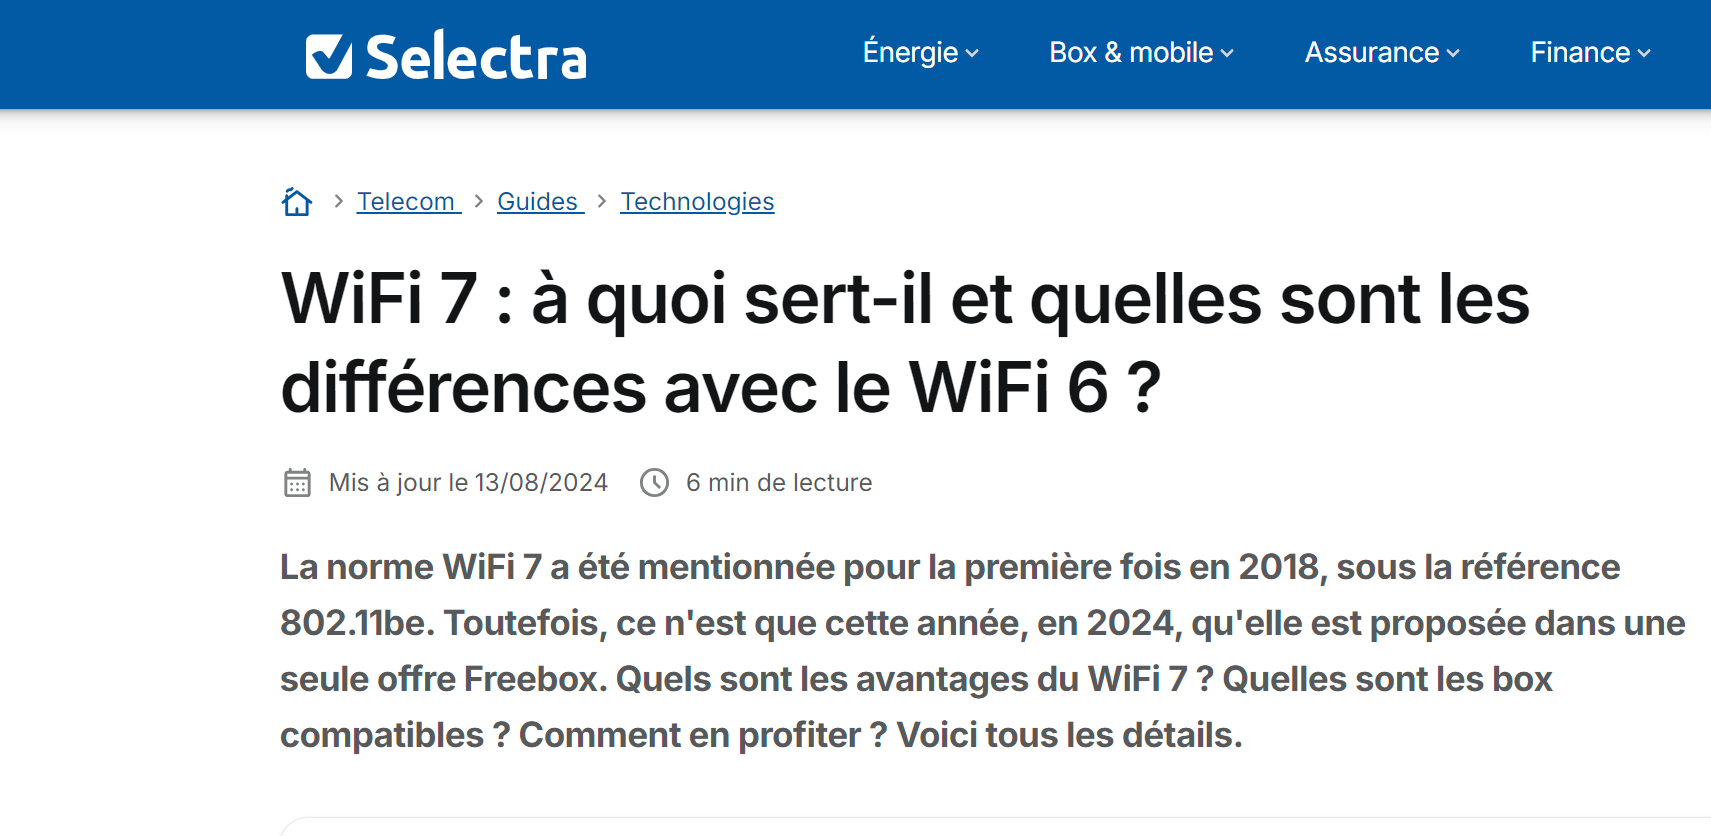 Selectra
Énergie
Box & mobile
Assurance
Finance
Telecom
Guides
Technologies
WiFi 7 : à quoi sert-il et quelles sont les
différences avec le WiFi 6 ?
Mis à jour le 13/08/2024
6 min de lecture
La norme WiFi 7 a été mentionnée pour la première fois en 2018, sous la référence
802.11be. Toutefois, ce n'est que cette année, en 2024, qu'elle est proposée dans une
seule offre Freebox. Quels sont les avantages du WiFi 7 ? Quelles sont les box
compatibles ? Comment en profiter ? Voici tous les détails.